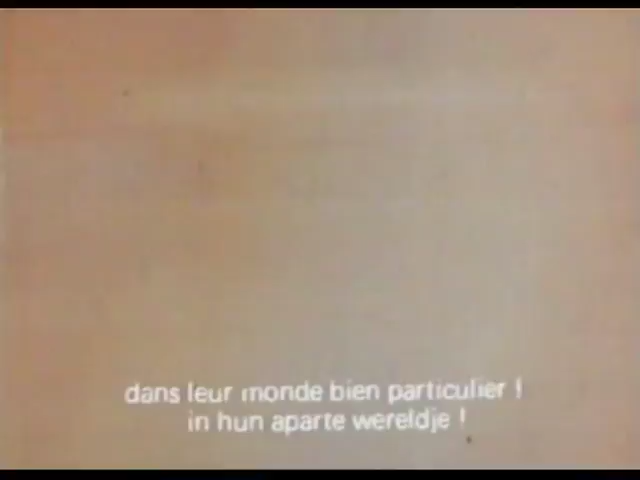 dans leur monde bien particulier !
in hun aparte wereldje !